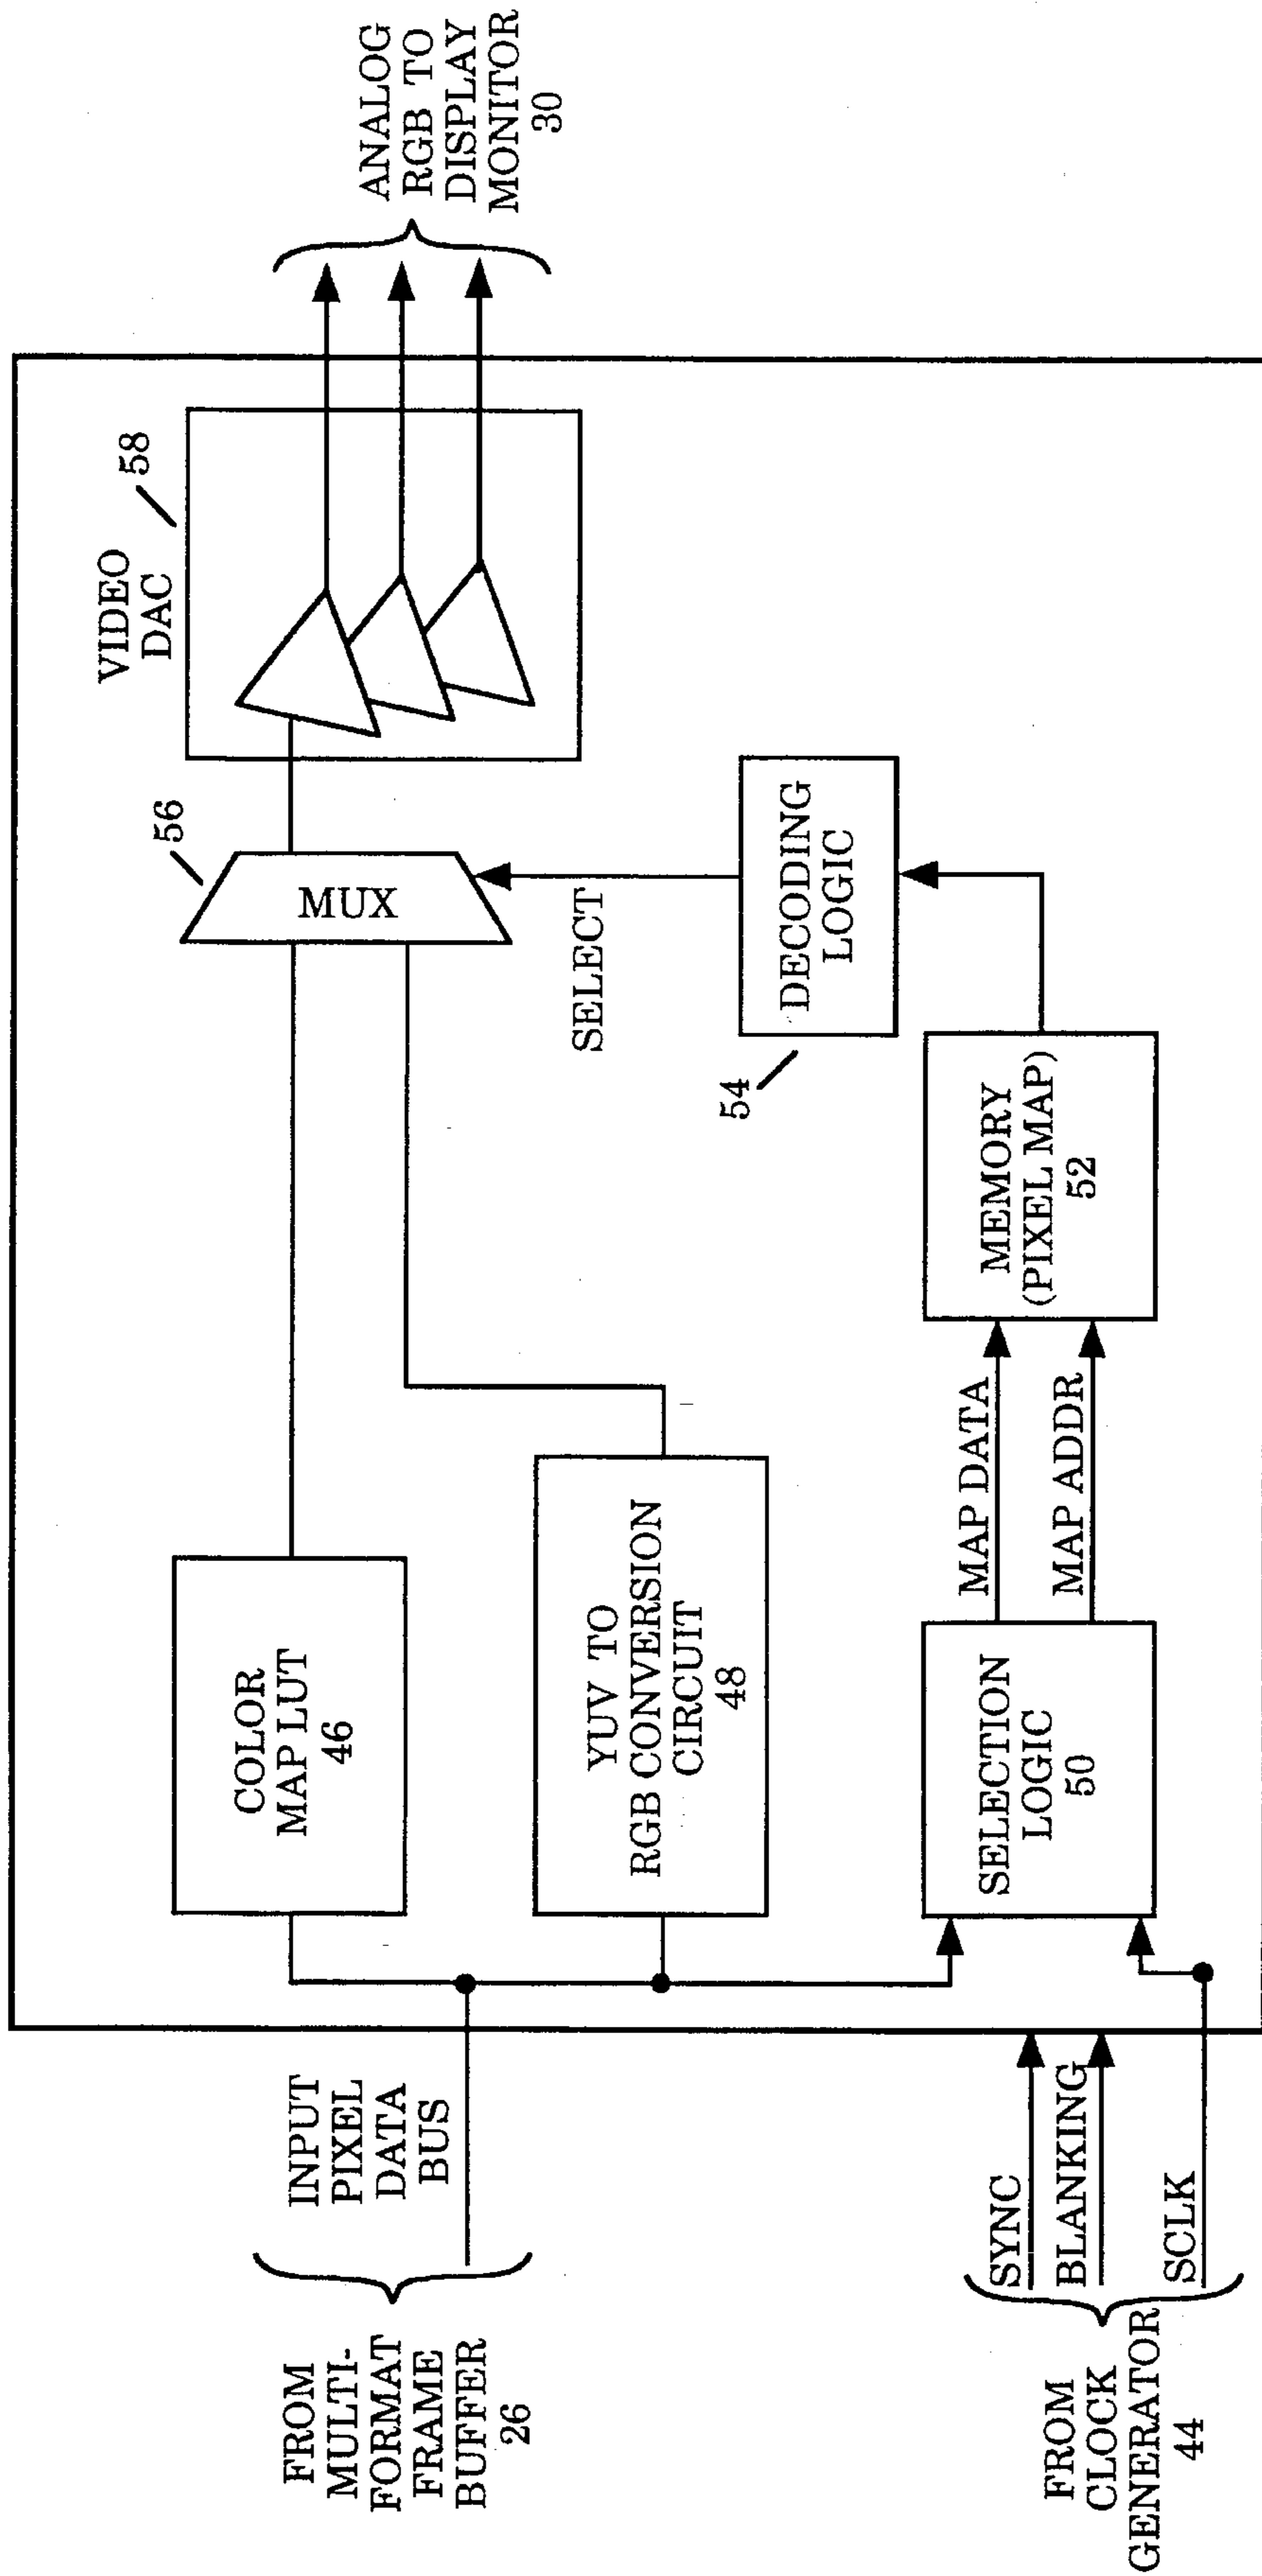 FROM
MULTI-
FORMAT
FRAME
BUFFER
26
INPUT
PIXEL
DATA
BUS
COLOR
MAP LUT
46
YUV TO
RGB CONVERSION
CIRCUIT
48
MUX
56
VIDEO
DAC
58
ANALOG
RGB TO
DISPLAY
MONITOR
30
SELECT
DECODING
LOGIC
54
FROM
CLOCK
GENERATOR
44
SYNC
BLANKING
SCLK
SELECTION
LOGIC
50
MAP DATA
MAP ADDR
MEMORY
(PIXEL MAP)
52